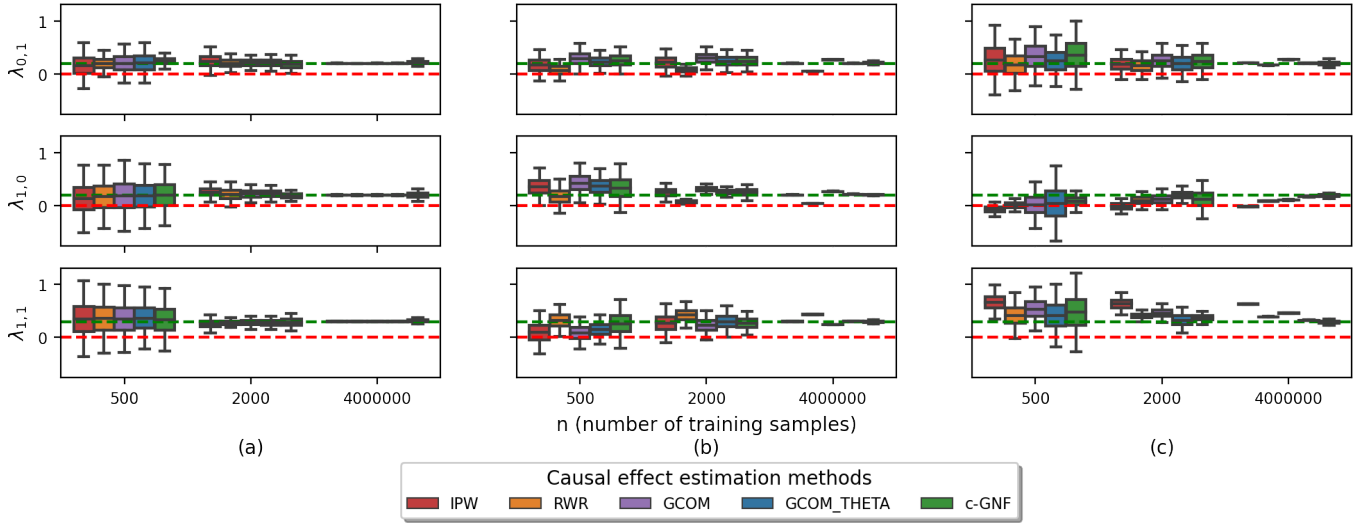 λ0,1
1
0
λ1,0
1
0
λ1,1
1
0
500 2000 4000000
500 2000 4000000
500 2000 4000000
n (number of training samples)
(a) (b) (c)
Causal effect estimation methods
IPW RWR GCOM GCOM_THETA c-GNF